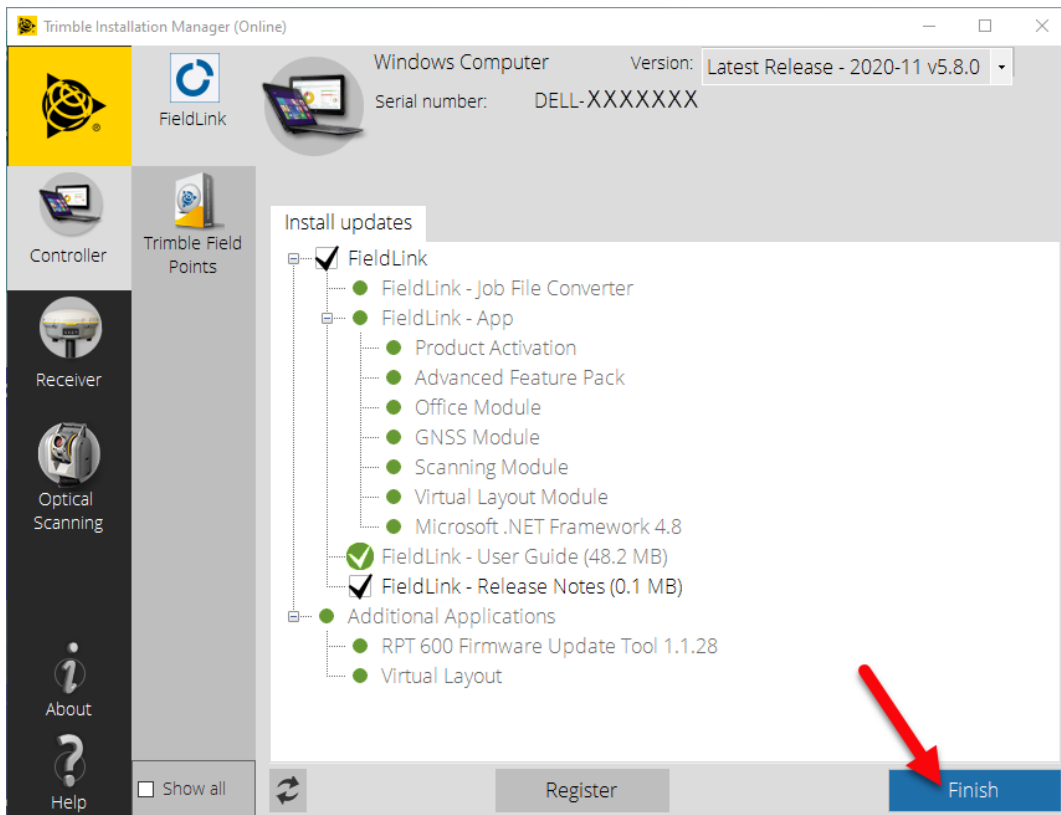 Trimble Installation Manager (Online)
FieldLink
Windows Computer
Version:
Latest Release - 2020-11 v5.8.0
Serial number:
DELL-XXXXXXX
Controller
Trimble Field
Points
Receiver
Optical
Scanning
About
Help
Show all
Install updates
FieldLink
FieldLink - Job File Converter
FieldLink - App
Product Activation
Advanced Feature Pack
Office Module
GNSS Module
Scanning Module
Virtual Layout Module
Microsoft .NET Framework 4.8
FieldLink - User Guide (48.2 MB)
FieldLink - Release Notes (0.1 MB)
Additional Applications
RPT 600 Firmware Update Tool 1.1.28
Virtual Layout
Register
Finish